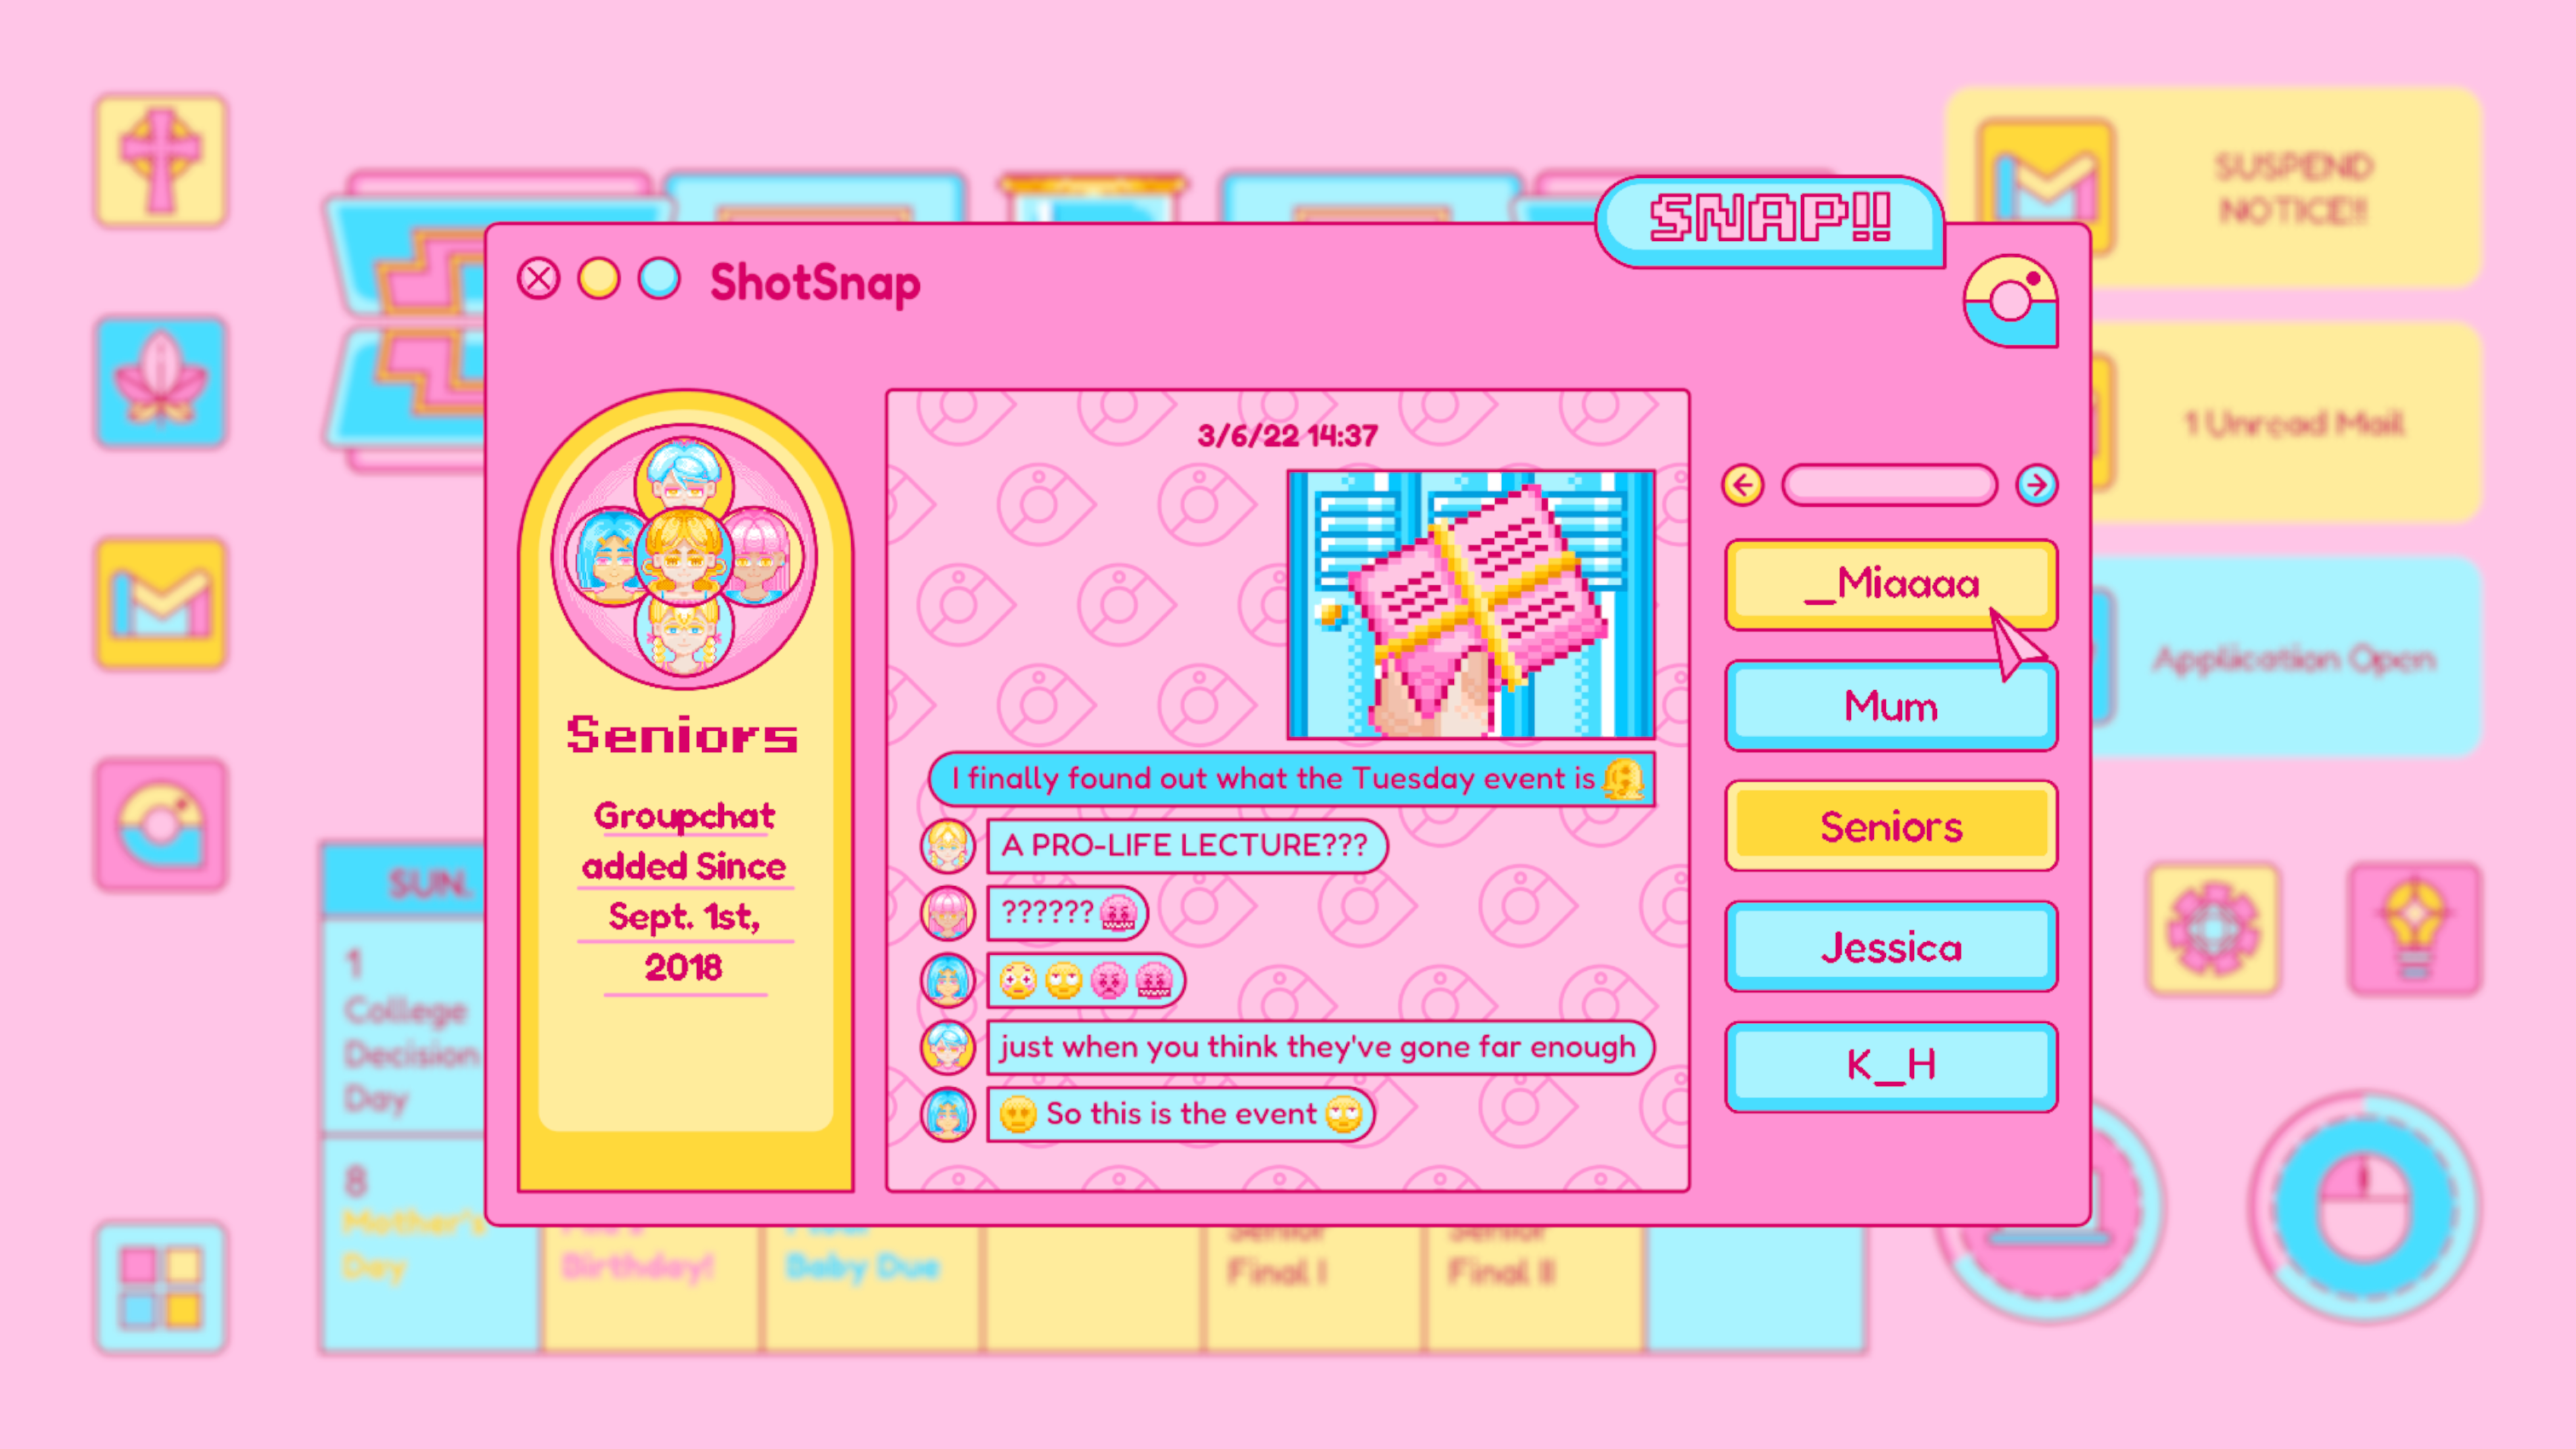 SUSPEND
NOTICE!!
SNAP!!
ShotSnap
1 Unread Mail
Application Open
Seniors
Groupchat
added Since
Sept. 1st,
2018
3/6/22 14:37
I finally found out what the Tuesday event is
A PRO-LIFE LECTURE???
??????
just when you think they've gone far enough
So this is the event
_Miaaaa
Mum
Seniors
Jessica
K_H
SUN.
1
College
Decision
Day
8
Mother's
Day
Birthday!
Baby Due
Senior
Final I
Senior
Final II